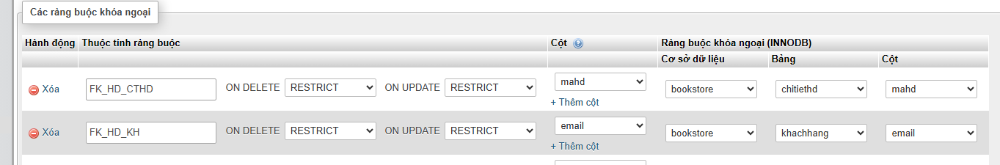 Các ràng buộc khóa ngoại
Hành động Thuộc tính ràng buộc Cột Ràng buộc khóa ngoại (INNODB)
Cơ sở dữ liệu Bảng Cột
Xóa FK_HD_CTHD ON DELETE RESTRICT ON UPDATE RESTRICT mahd bookstore chitiethd mahd
+ Thêm cột
Xóa FK_HD_KH ON DELETE RESTRICT ON UPDATE RESTRICT email bookstore khachhang email
+ Thêm cột